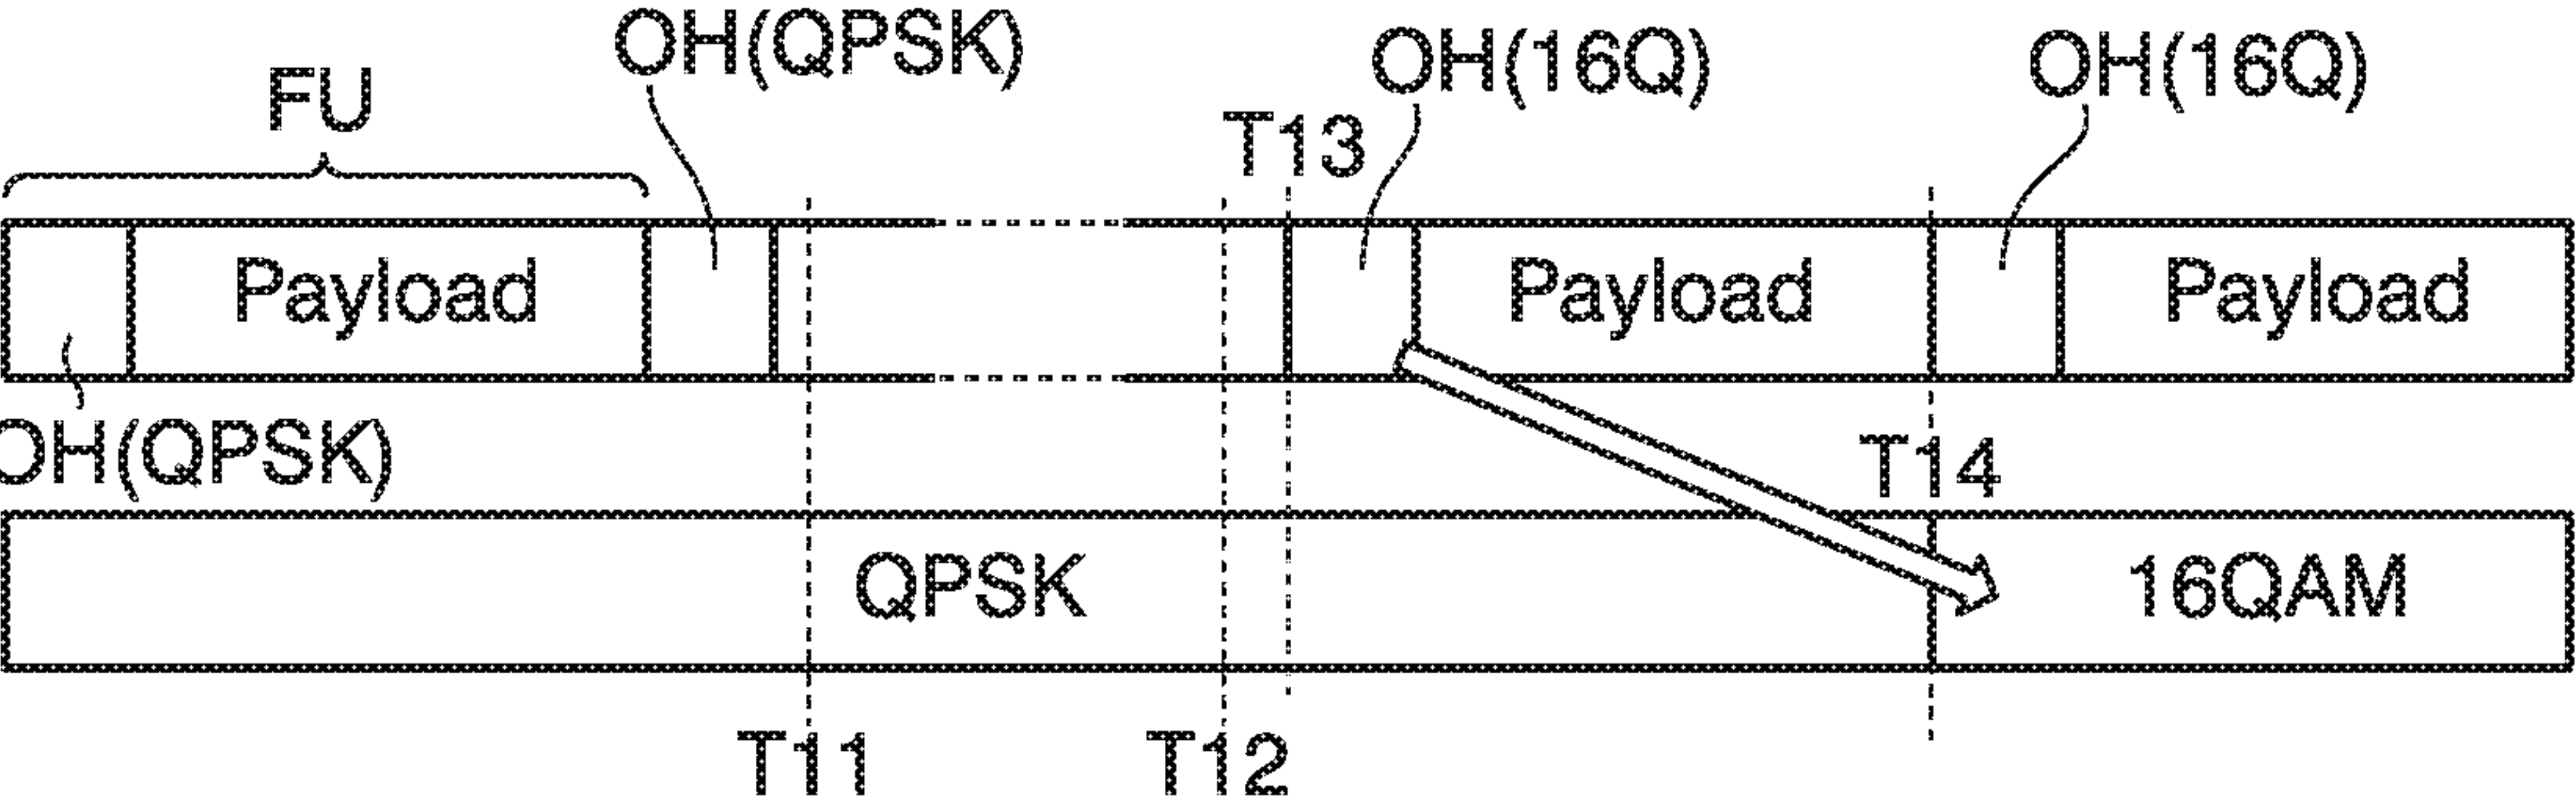 OH(QPSK)
OH(16Q)
OH(16Q)
FU
T13
Payload
Payload
Payload
OH(QPSK)
T14
QPSK
16QAM
T11
T12